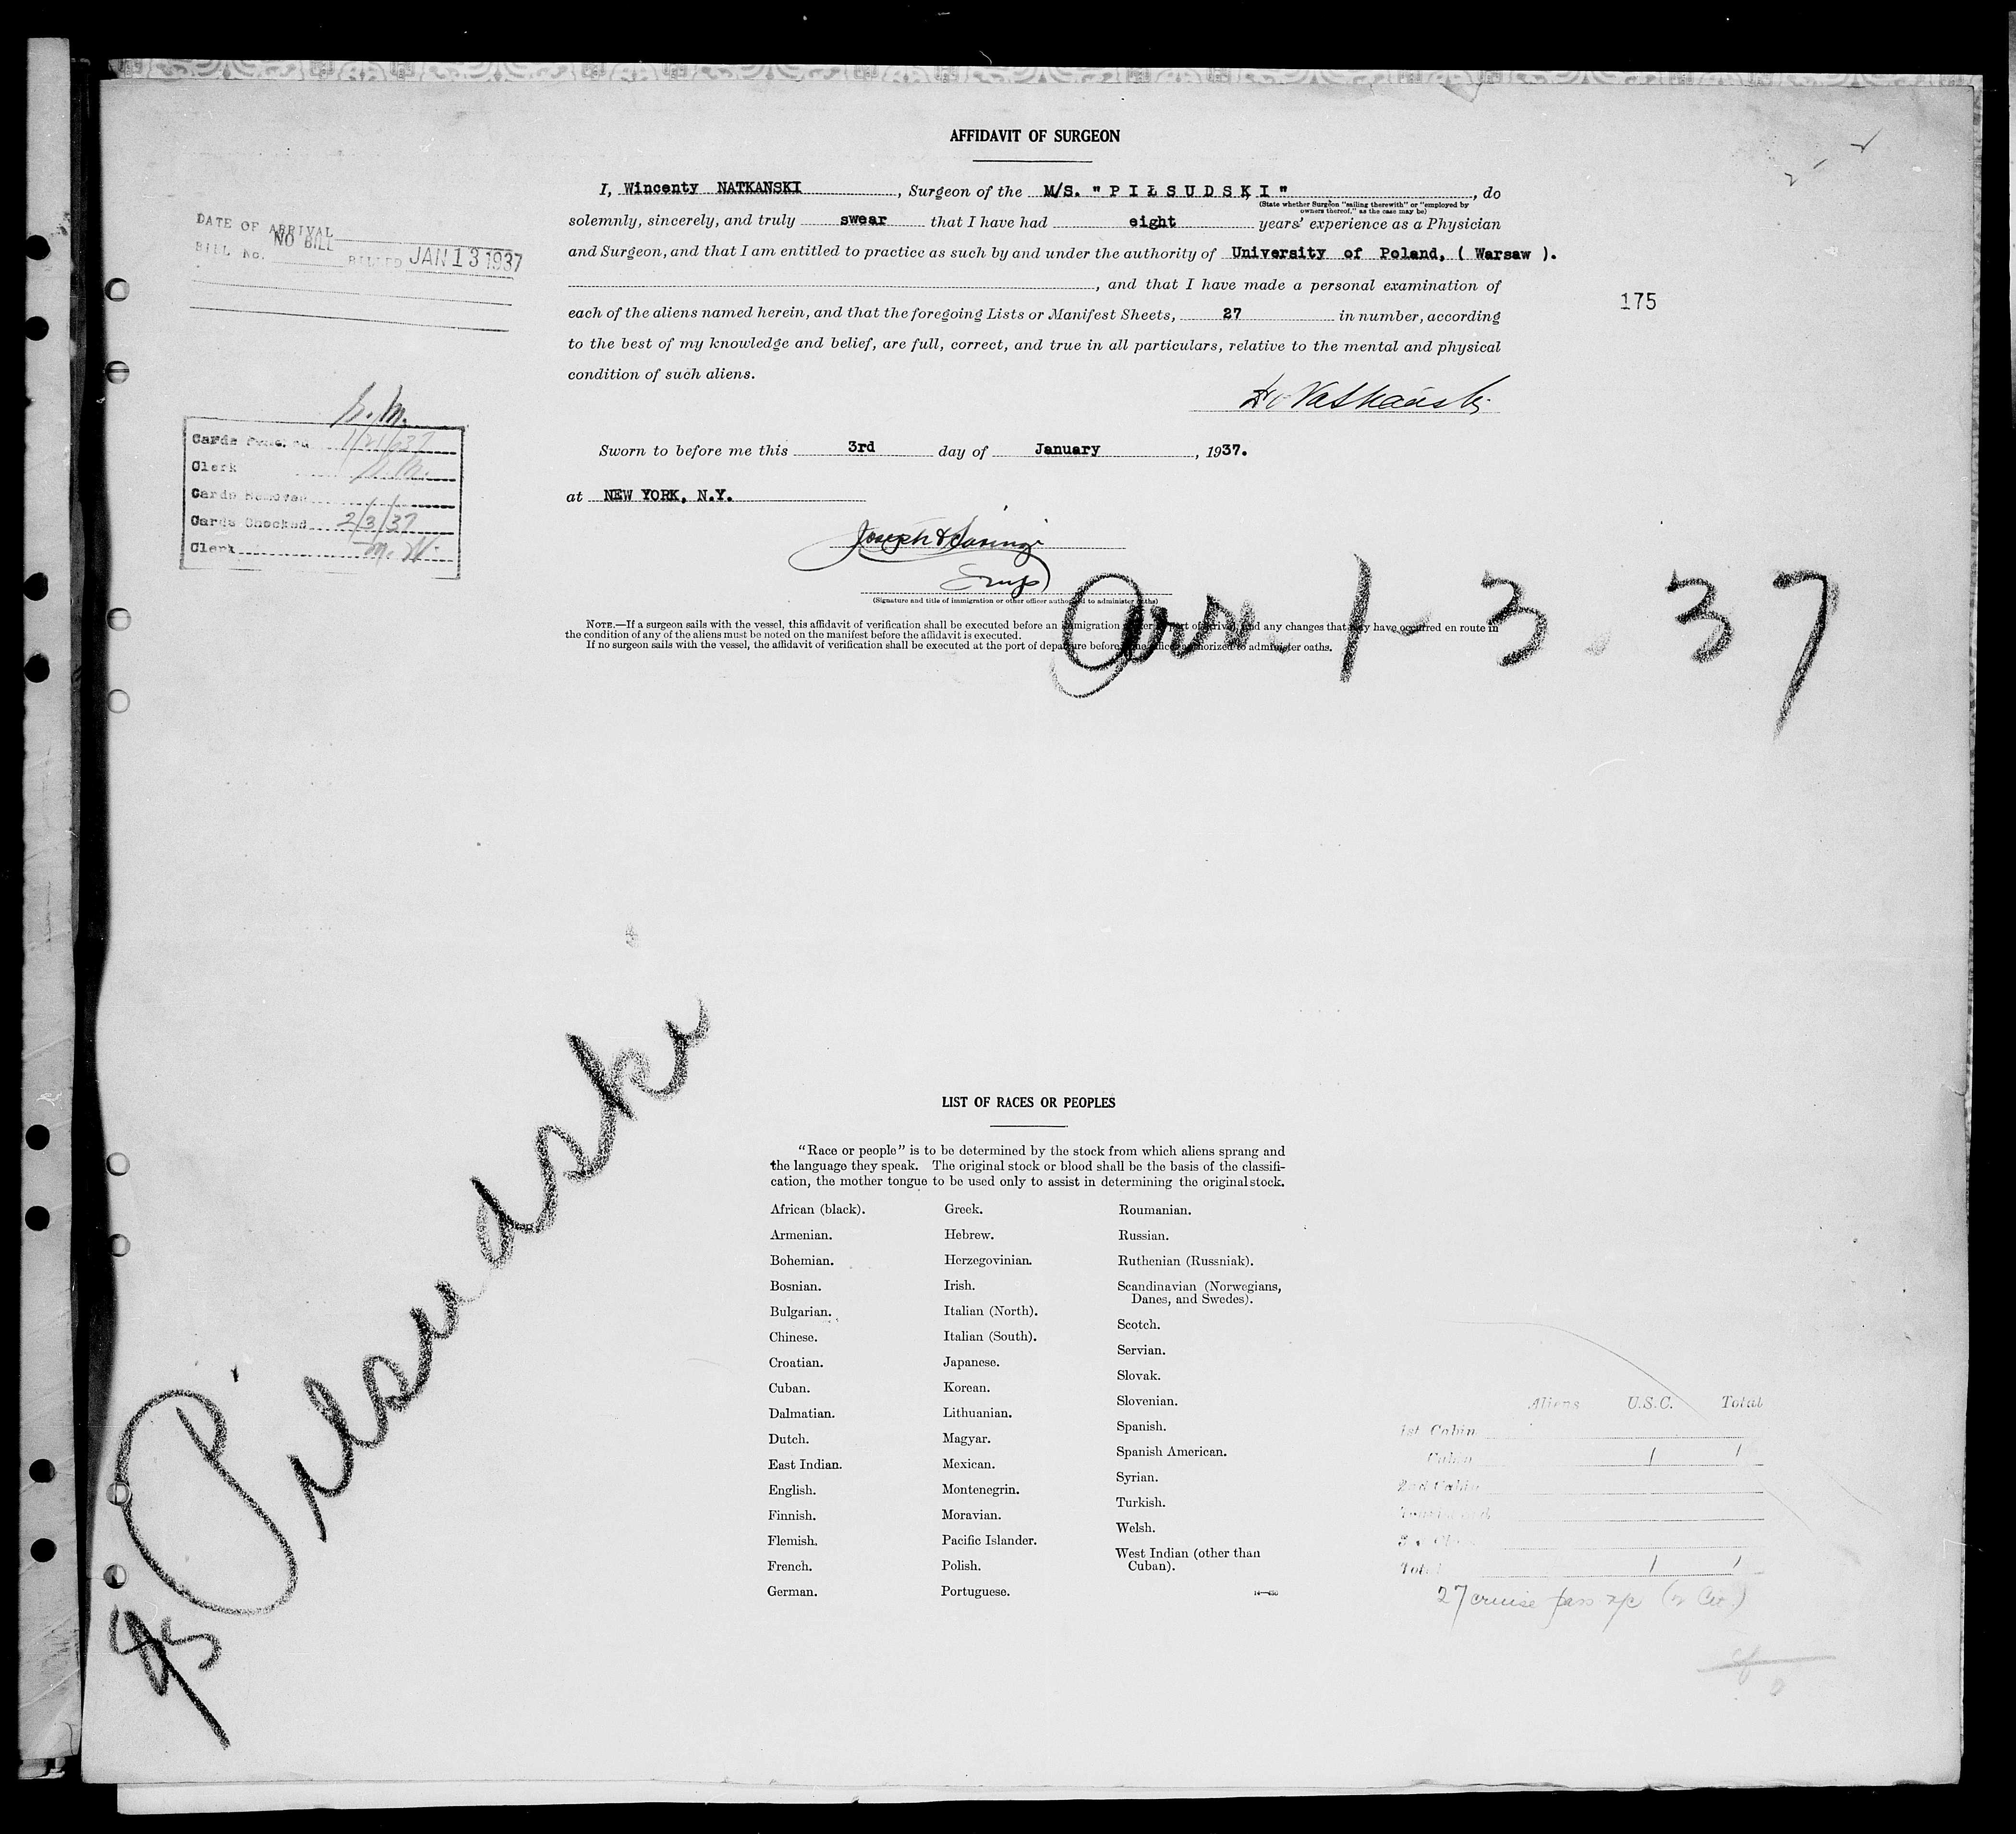 AFFIDAVIT OF SURGEON
I, Wincenty NATKANSKI, Surgeon of the M/S. "PIŁSUDSKI", do
(State whether Surgeon "sailing therewith" or "employed by
owners thereof," as the case may be)
solemnly, sincerely, and truly swear that I have had eight years' experience as a Physician
and Surgeon, and that I am entitled to practice as such by and under the authority of University of Poland, ( Warsaw ).
, and that I have made a personal examination of
each of the aliens named herein, and that the foregoing Lists or Manifest Sheets, 27 in number, according
to the best of my knowledge and belief, are full, correct, and true in all particulars, relative to the mental and physical
condition of such aliens.
DATE OF ARRIVAL
NO BILL
BILL No. BILLED JAN 13 1937
175
Dr Natkański
Sworn to before me this 3rd day of January, 1937.
at NEW YORK, N.Y.
Cards Punched 1/21/37
Clerk
Cards Removed
Cards Checked 2/3/37
Clerk
Joseph
(Signature and title of immigration or other officer authorized to administer oaths)
Arr. 1-3.37
NOTE.—If a surgeon sails with the vessel, this affidavit of verification shall be executed before an immigration officer at port of arrival, and any changes that may have occurred en route in
the condition of any of the aliens must be noted on the manifest before the affidavit is executed.
If no surgeon sails with the vessel, the affidavit of verification shall be executed at the port of departure before some officer authorized to administer oaths.
Pilsudski
LIST OF RACES OR PEOPLES
"Race or people" is to be determined by the stock from which aliens sprang and
the language they speak. The original stock or blood shall be the basis of the classifi-
cation, the mother tongue to be used only to assist in determining the original stock.
African (black).
Armenian.
Bohemian.
Bosnian.
Bulgarian.
Chinese.
Croatian.
Cuban.
Dalmatian.
Dutch.
East Indian.
English.
Finnish.
Flemish.
French.
German.
Greek.
Hebrew.
Herzegovinian.
Irish.
Italian (North).
Italian (South).
Japanese.
Korean.
Lithuanian.
Magyar.
Mexican.
Montenegrin.
Moravian.
Pacific Islander.
Polish.
Portuguese.
Roumanian.
Russian.
Ruthenian (Russniak).
Scandinavian (Norwegians,
Danes, and Swedes).
Scotch.
Servian.
Slovak.
Slovenian.
Spanish.
Spanish American.
Syrian.
Turkish.
Welsh.
West Indian (other than
Cuban).
Aliens U.S.C. Total
1st Cabin
Cabin 1 1
2nd Cabin
Total 1 1
27 cruise pass